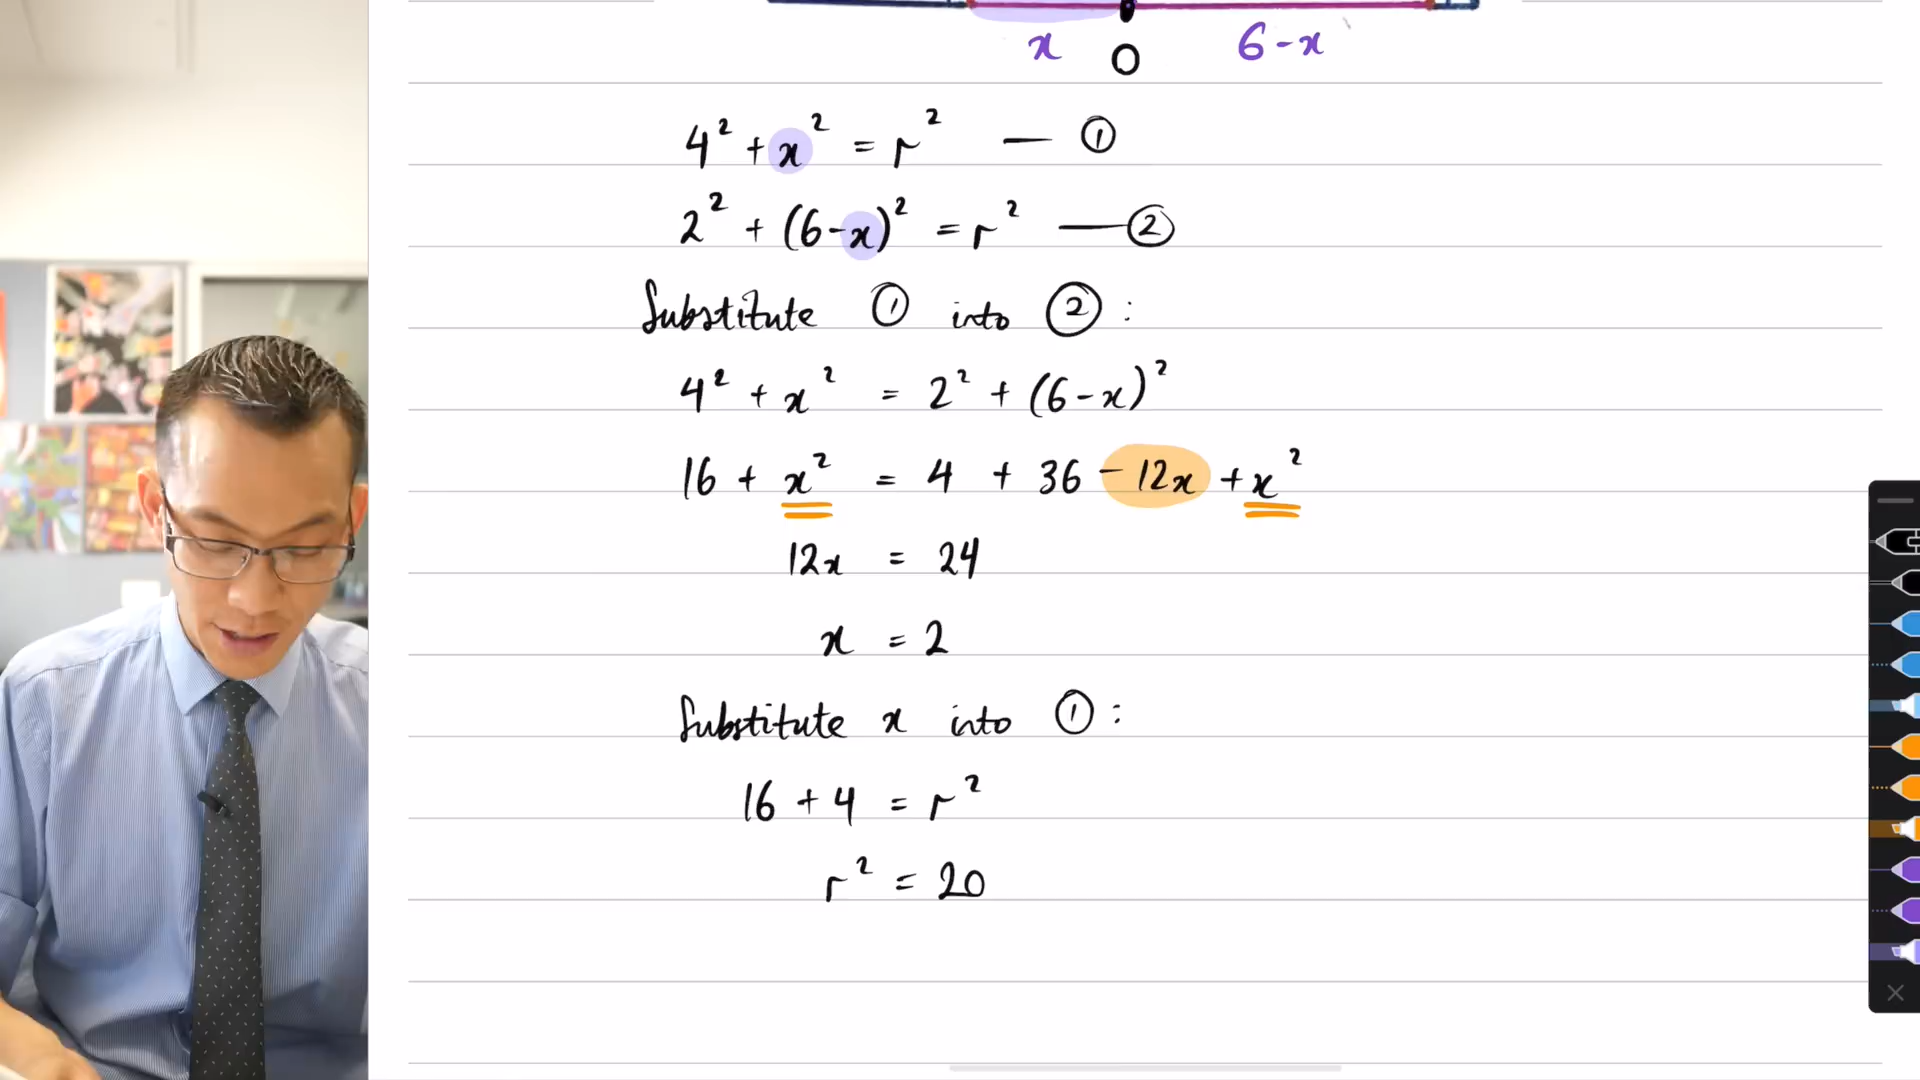 x O 6-x
4² + x² = r² — ①
2² + (6-x)² = r² — ②
Substitute ① into ② :
4² + x² = 2² + (6-x)²
16 + x² = 4 + 36 - 12x + x²
12x = 24
x = 2
Substitute x into ① :
16 + 4 = r²
r² = 20